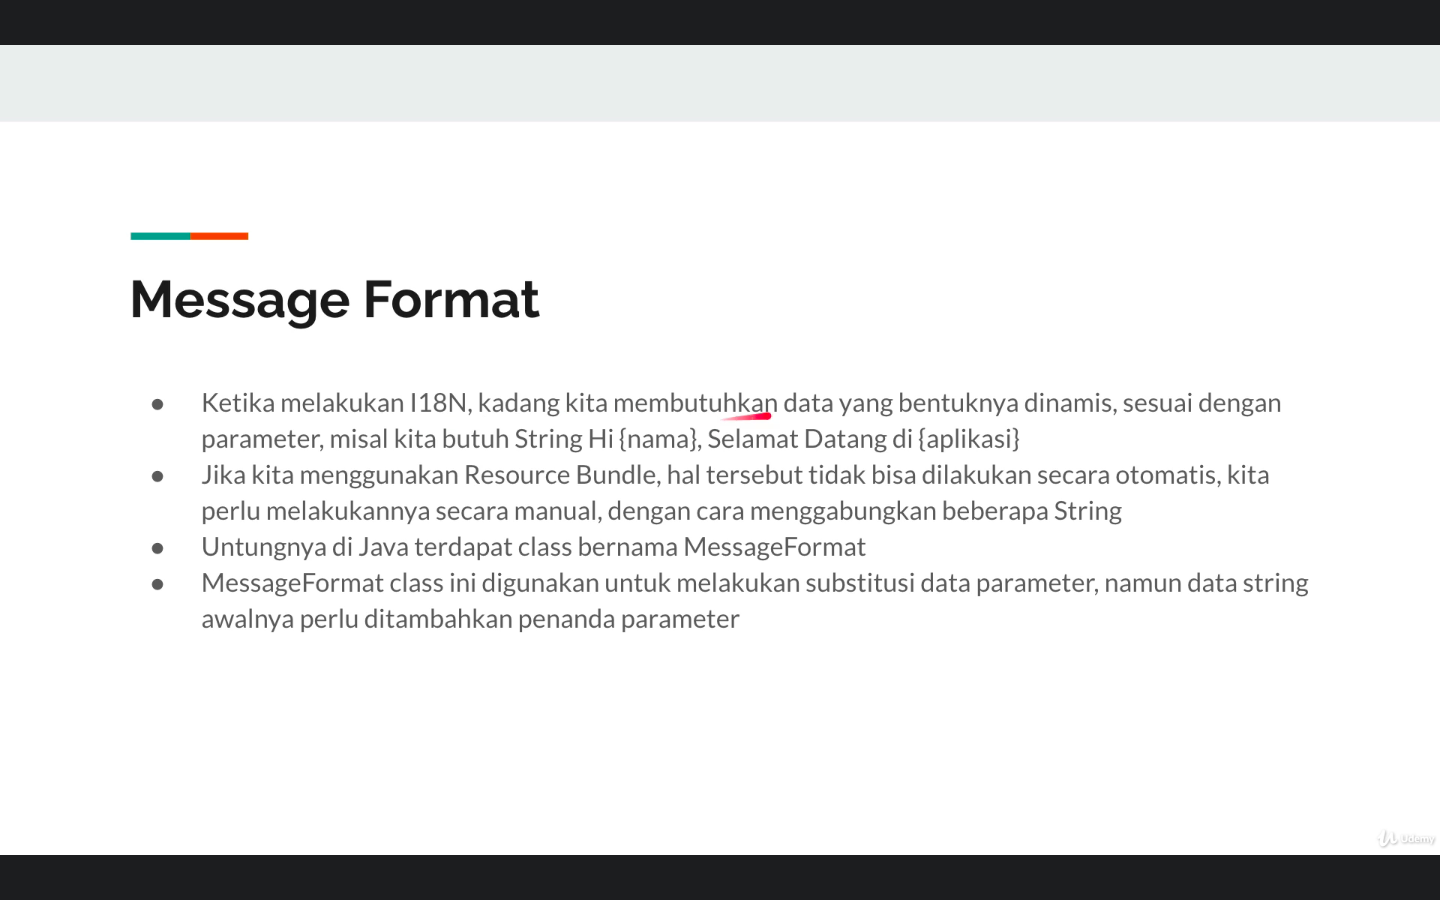 Message Format
● Ketika melakukan I18N, kadang kita membutuhkan data yang bentuknya dinamis, sesuai dengan
parameter, misal kita butuh String Hi {nama}, Selamat Datang di {aplikasi}
● Jika kita menggunakan Resource Bundle, hal tersebut tidak bisa dilakukan secara otomatis, kita
perlu melakukannya secara manual, dengan cara menggabungkan beberapa String
● Untungnya di Java terdapat class bernama MessageFormat
● MessageFormat class ini digunakan untuk melakukan substitusi data parameter, namun data string
awalnya perlu ditambahkan penanda parameter
Udemy